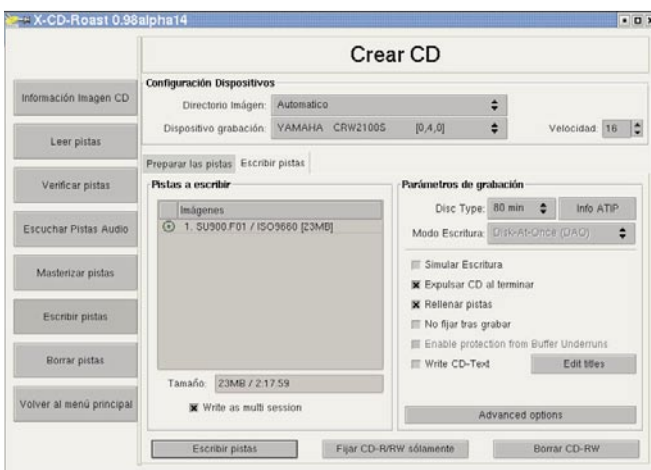 X-CD-Roast 0.98alpha14
Crear CD
Información Imagen CD
Leer pistas
Verificar pistas
Escuchar Pistas Audio
Masterizar pistas
Escribir pistas
Borrar pistas
Volver al menú principal
Configuración Dispositivos
Directorio Imágen: Automatico
Dispositivo grabación: YAMAHA CRW2100S [0,4,0] Velocidad: 16
Preparar las pistas Escribir pistas
Pistas a escribir
Imágenes
1. SU900.F01 / ISO9660 [23MB]
Tamaño: 23MB / 2:17.59
Write as multi session
Parámetros de grabación
Disc Type: 80 min Info ATIP
Modo Escritura: Disk-At-Once (DAO)
Simular Escritura
Expulsar CD al terminar
Rellenar pistas
No fijar tras grabar
Enable protection from Buffer Underruns
Write CD-Text Edit titles
Advanced options
Escribir pistas Fijar CD-R/RW sólamente Borrar CD-RW